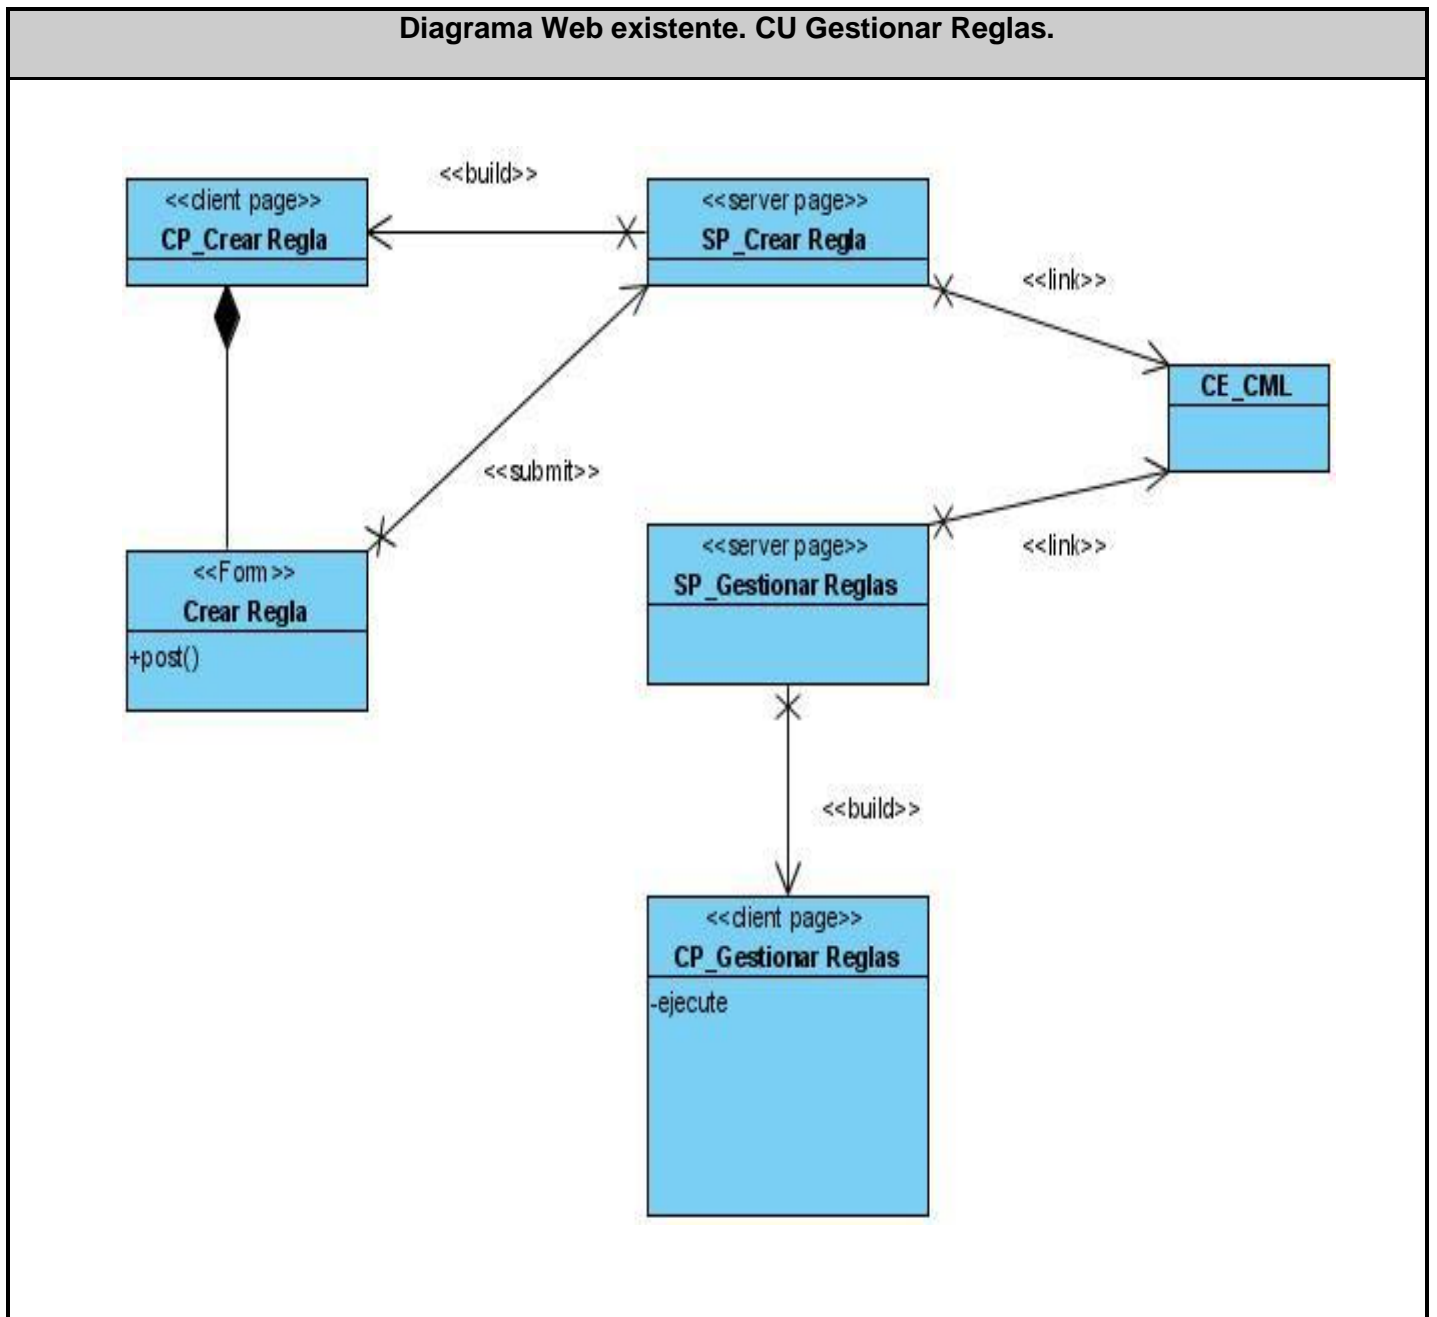 Diagrama Web existente. CU Gestionar Reglas.
<<build>>
<<client page>>
CP_Crear Regla
<<server page>>
SP_Crear Regla
<<link>>
CE_CML
<<submit>>
<<Form>>
Crear Regla
+post()
<<server page>>
SP_Gestionar Reglas
<<link>>
<<build>>
<<client page>>
CP_Gestionar Reglas
-ejecute